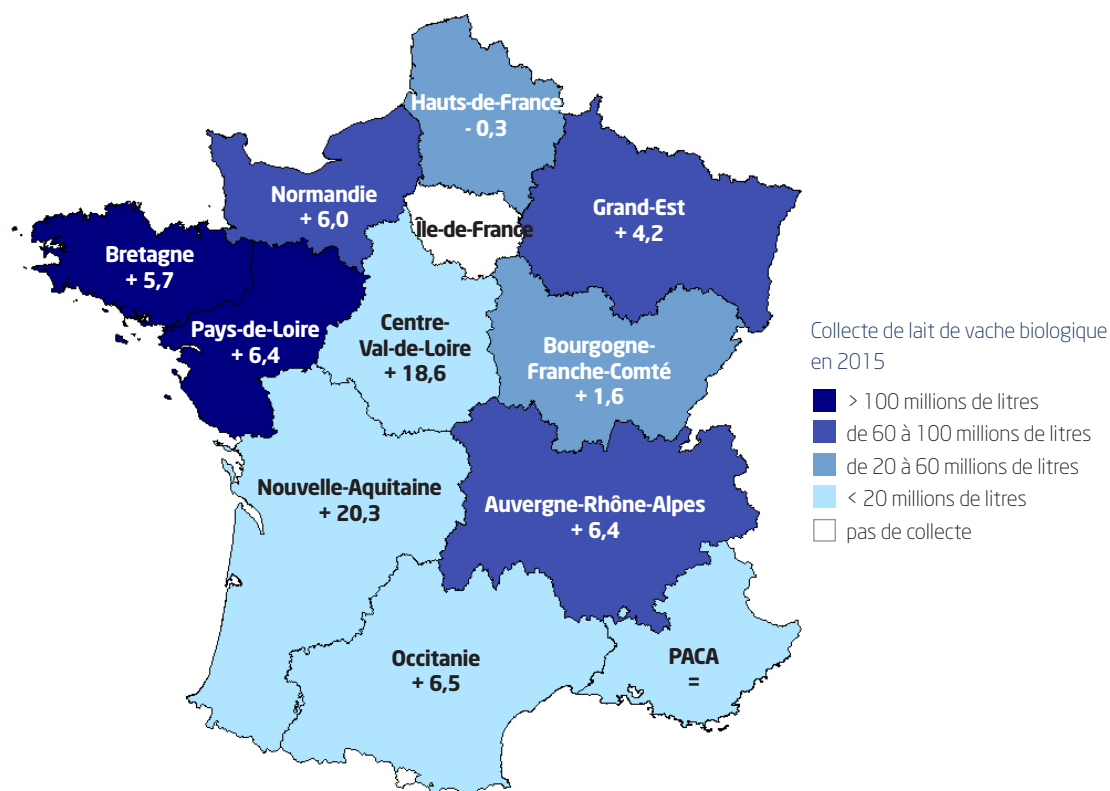 Hauts-de-France
- 0,3
Normandie
+ 6,0
Île-de-France
Grand-Est
+ 4,2
Bretagne
+ 5,7
Pays-de-Loire
+ 6,4
Centre-
Val-de-Loire
+ 18,6
Bourgogne-
Franche-Comté
+ 1,6
Nouvelle-Aquitaine
+ 20,3
Auvergne-Rhône-Alpes
+ 6,4
Occitanie
+ 6,5
PACA
=
Collecte de lait de vache biologique
en 2015
> 100 millions de litres
de 60 à 100 millions de litres
de 20 à 60 millions de litres
< 20 millions de litres
pas de collecte